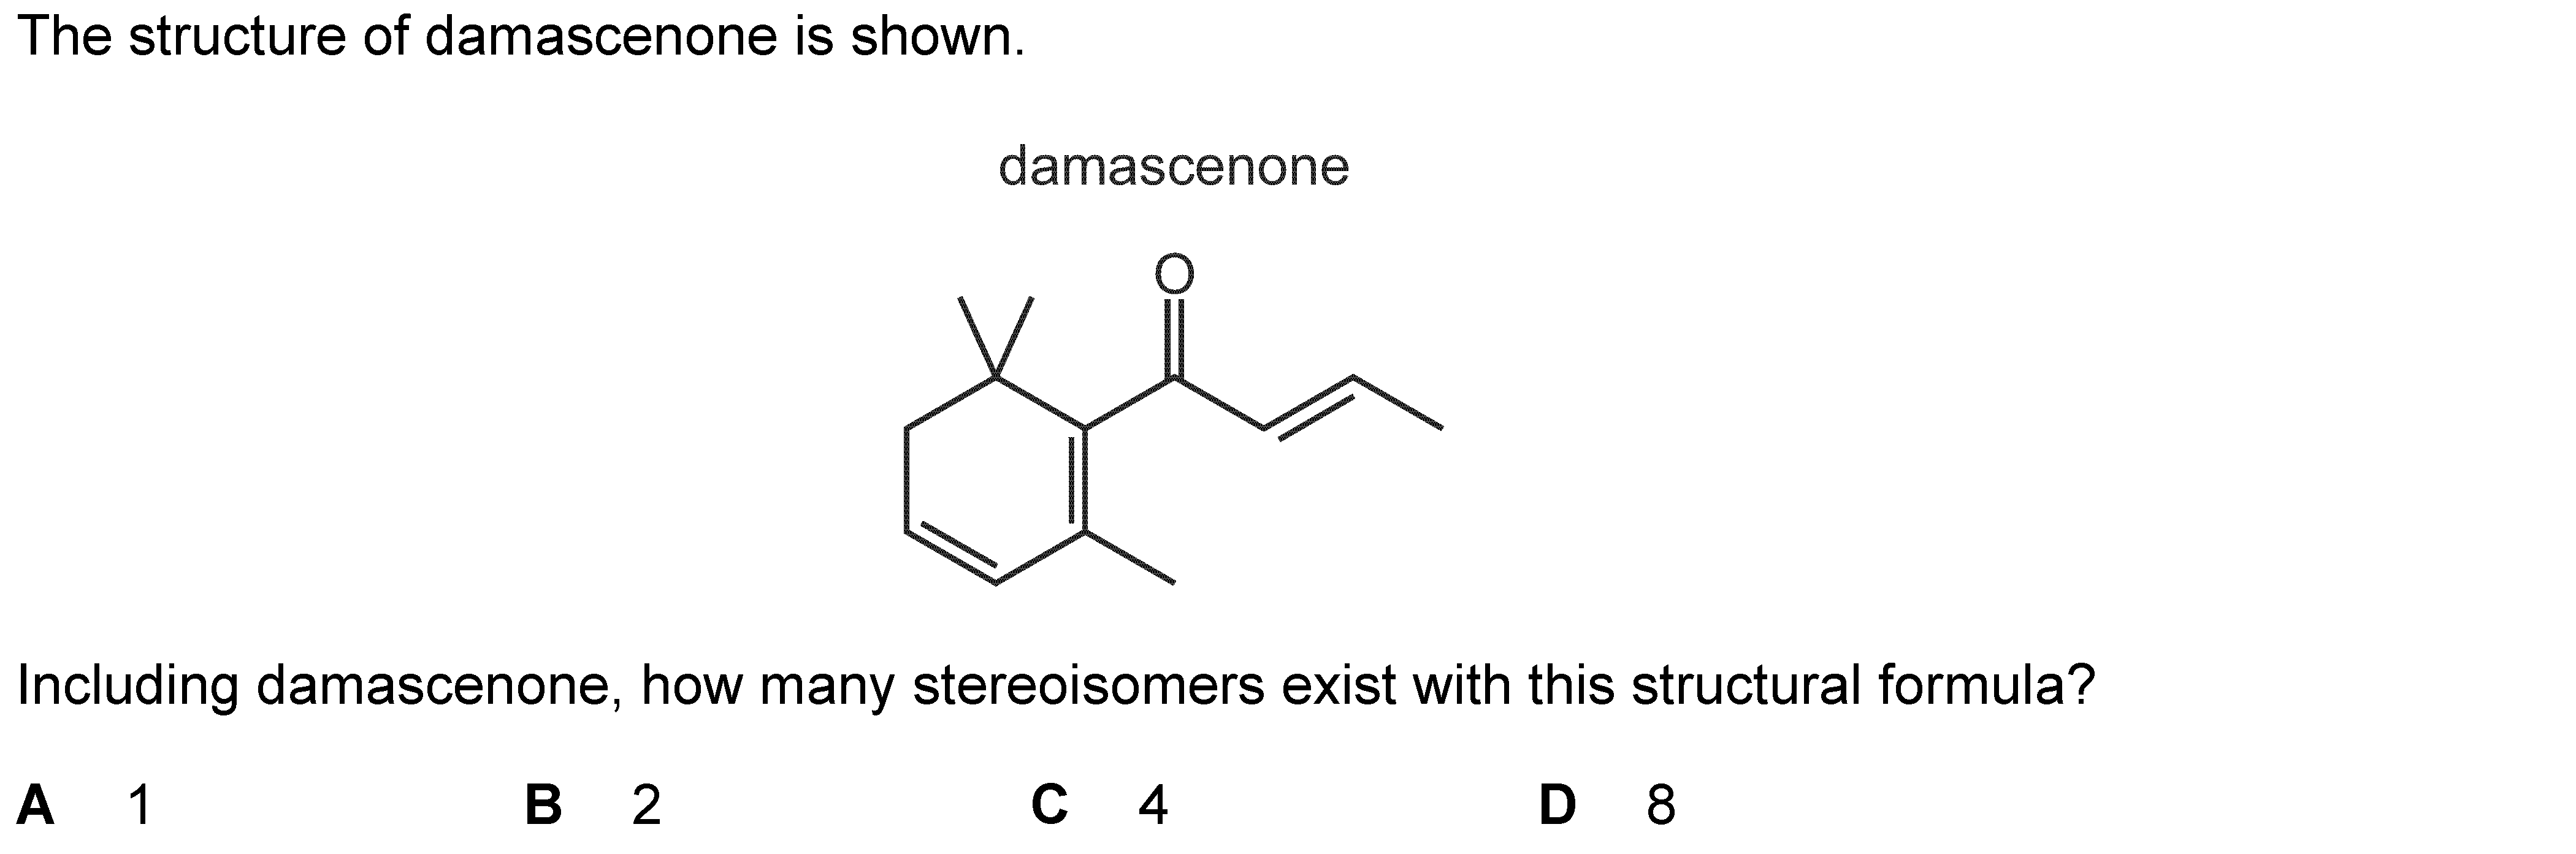 The structure of damascenone is shown.
damascenone
O
Including damascenone, how many stereoisomers exist with this structural formula?
A 1 B 2 C 4 D 8